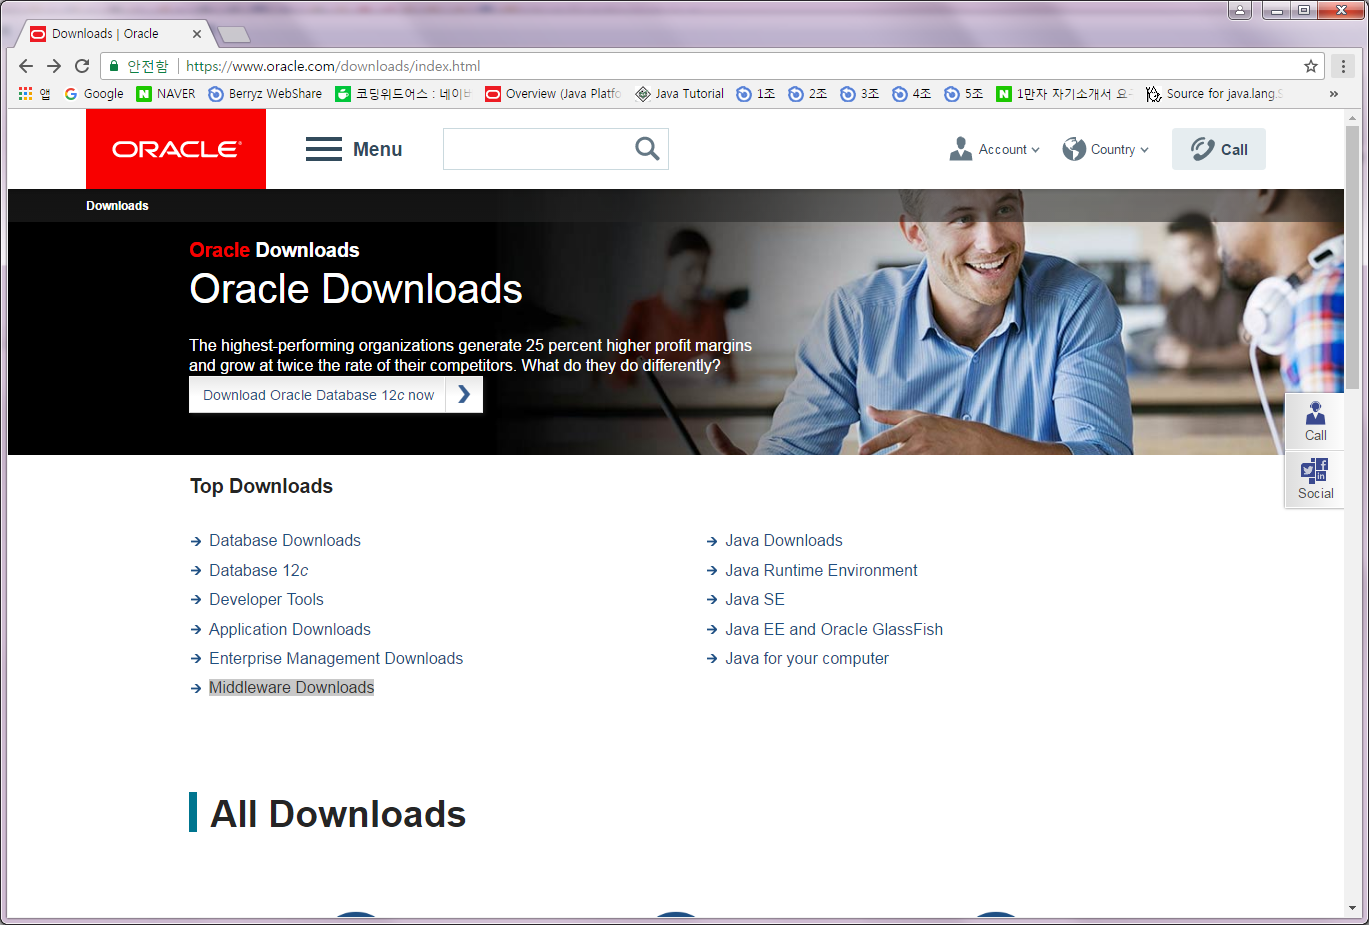 Downloads | Oracle
안전함 https://www.oracle.com/downloads/index.html
앱 Google NAVER Berryz WebShare 코딩위드어스 : 네이버 Overview (Java Platfo Java Tutorial 1조 2조 3조 4조 5조 1만자 자기소개서 요 Source for java.lang.S »
ORACLE Menu Account Country Call
Downloads
Oracle Downloads
Oracle Downloads
The highest-performing organizations generate 25 percent higher profit margins
and grow at twice the rate of their competitors. What do they do differently?
Download Oracle Database 12c now
Call
Social
Top Downloads
Database Downloads
Database 12c
Developer Tools
Application Downloads
Enterprise Management Downloads
Middleware Downloads
Java Downloads
Java Runtime Environment
Java SE
Java EE and Oracle GlassFish
Java for your computer
All Downloads